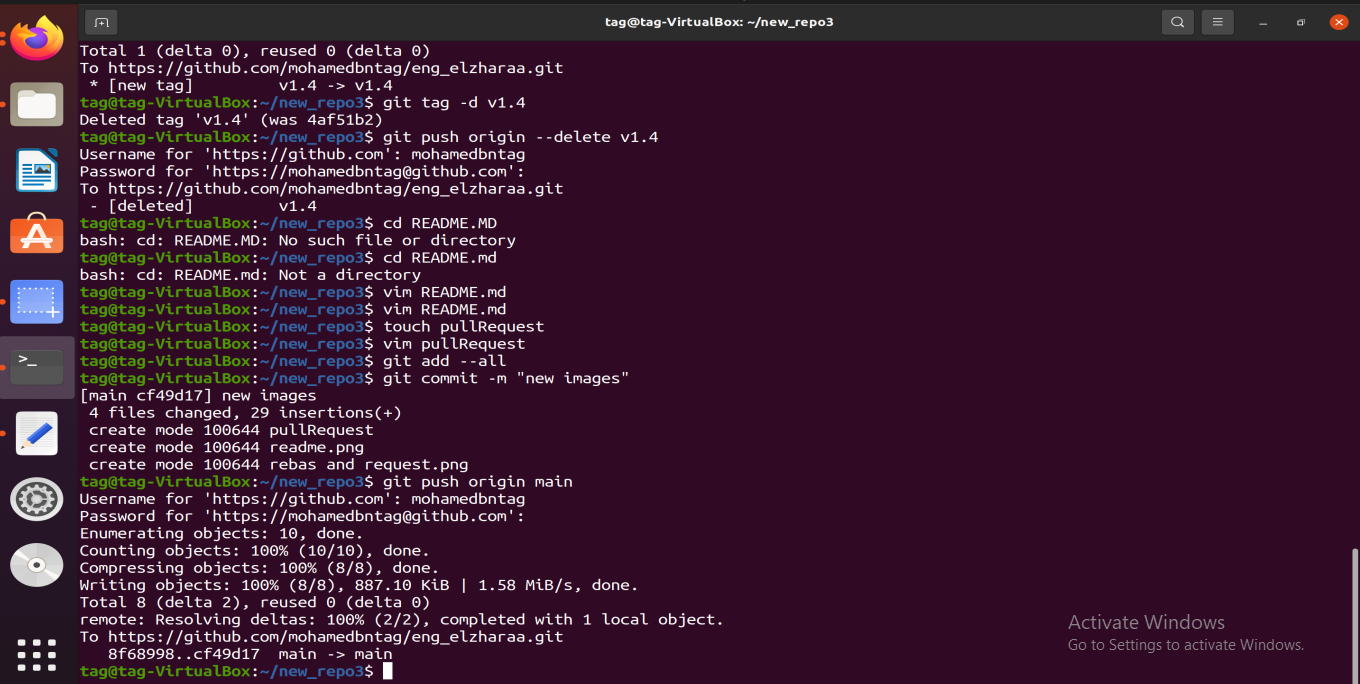 tag@tag-VirtualBox: ~/new_repo3
Total 1 (delta 0), reused 0 (delta 0)
To https://github.com/mohamedbntag/eng_elzharaa.git
 * [new tag]         v1.4 -> v1.4
tag@tag-VirtualBox:~/new_repo3$ git tag -d v1.4
Deleted tag 'v1.4' (was 4af51b2)
tag@tag-VirtualBox:~/new_repo3$ git push origin --delete v1.4
Username for 'https://github.com': mohamedbntag
Password for 'https://mohamedbntag@github.com':
To https://github.com/mohamedbntag/eng_elzharaa.git
 - [deleted]         v1.4
tag@tag-VirtualBox:~/new_repo3$ cd README.MD
bash: cd: README.MD: No such file or directory
tag@tag-VirtualBox:~/new_repo3$ cd README.md
bash: cd: README.md: Not a directory
tag@tag-VirtualBox:~/new_repo3$ vim README.md
tag@tag-VirtualBox:~/new_repo3$ vim README.md
tag@tag-VirtualBox:~/new_repo3$ touch pullRequest
tag@tag-VirtualBox:~/new_repo3$ vim pullRequest
tag@tag-VirtualBox:~/new_repo3$ git add --all
tag@tag-VirtualBox:~/new_repo3$ git commit -m "new images"
[main cf49d17] new images
 4 files changed, 29 insertions(+)
 create mode 100644 pullRequest
 create mode 100644 readme.png
 create mode 100644 rebas and request.png
tag@tag-VirtualBox:~/new_repo3$ git push origin main
Username for 'https://github.com': mohamedbntag
Password for 'https://mohamedbntag@github.com':
Enumerating objects: 10, done.
Counting objects: 100% (10/10), done.
Compressing objects: 100% (8/8), done.
Writing objects: 100% (8/8), 887.10 KiB | 1.58 MiB/s, done.
Total 8 (delta 2), reused 0 (delta 0)
remote: Resolving deltas: 100% (2/2), completed with 1 local object.
To https://github.com/mohamedbntag/eng_elzharaa.git
   8f68998..cf49d17  main -> main
tag@tag-VirtualBox:~/new_repo3$
Activate Windows
Go to Settings to activate Windows.